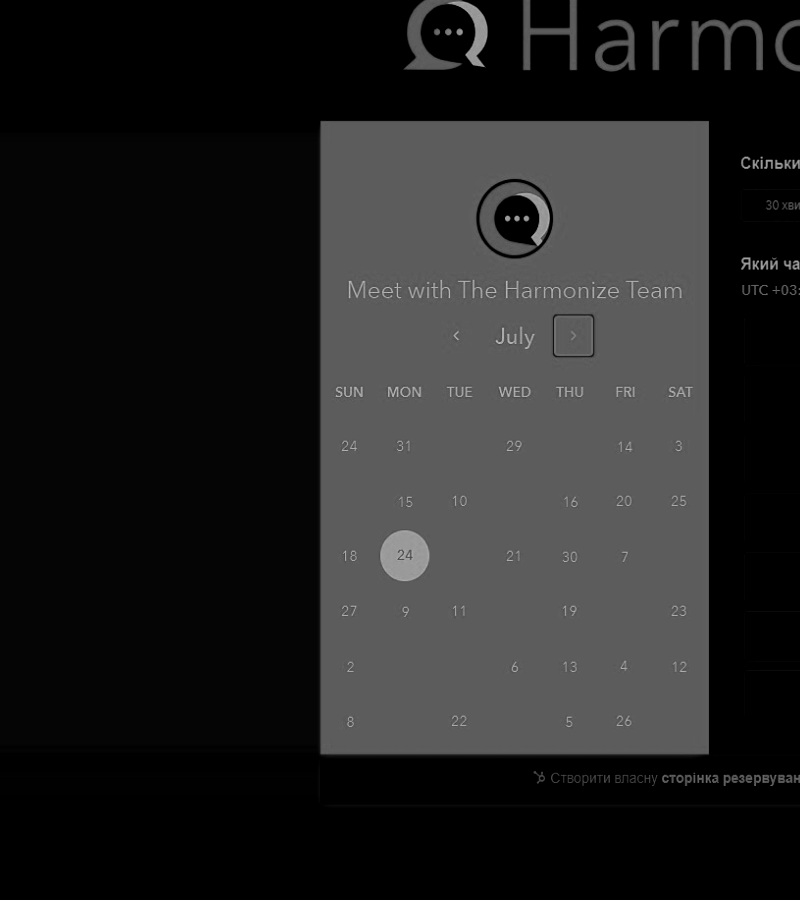 Harmo
Скільки
30 хви
Meet with The Harmonize Team
Який ча
UTC +03:
‹ July ›
SUN MON TUE WED THU FRI SAT
24 31 29 14 3
15 10 16 20 25
18 24 21 30 7
27 9 11 19 23
2 6 13 4 12
8 22 5 26
Створити власну сторінка резервуван